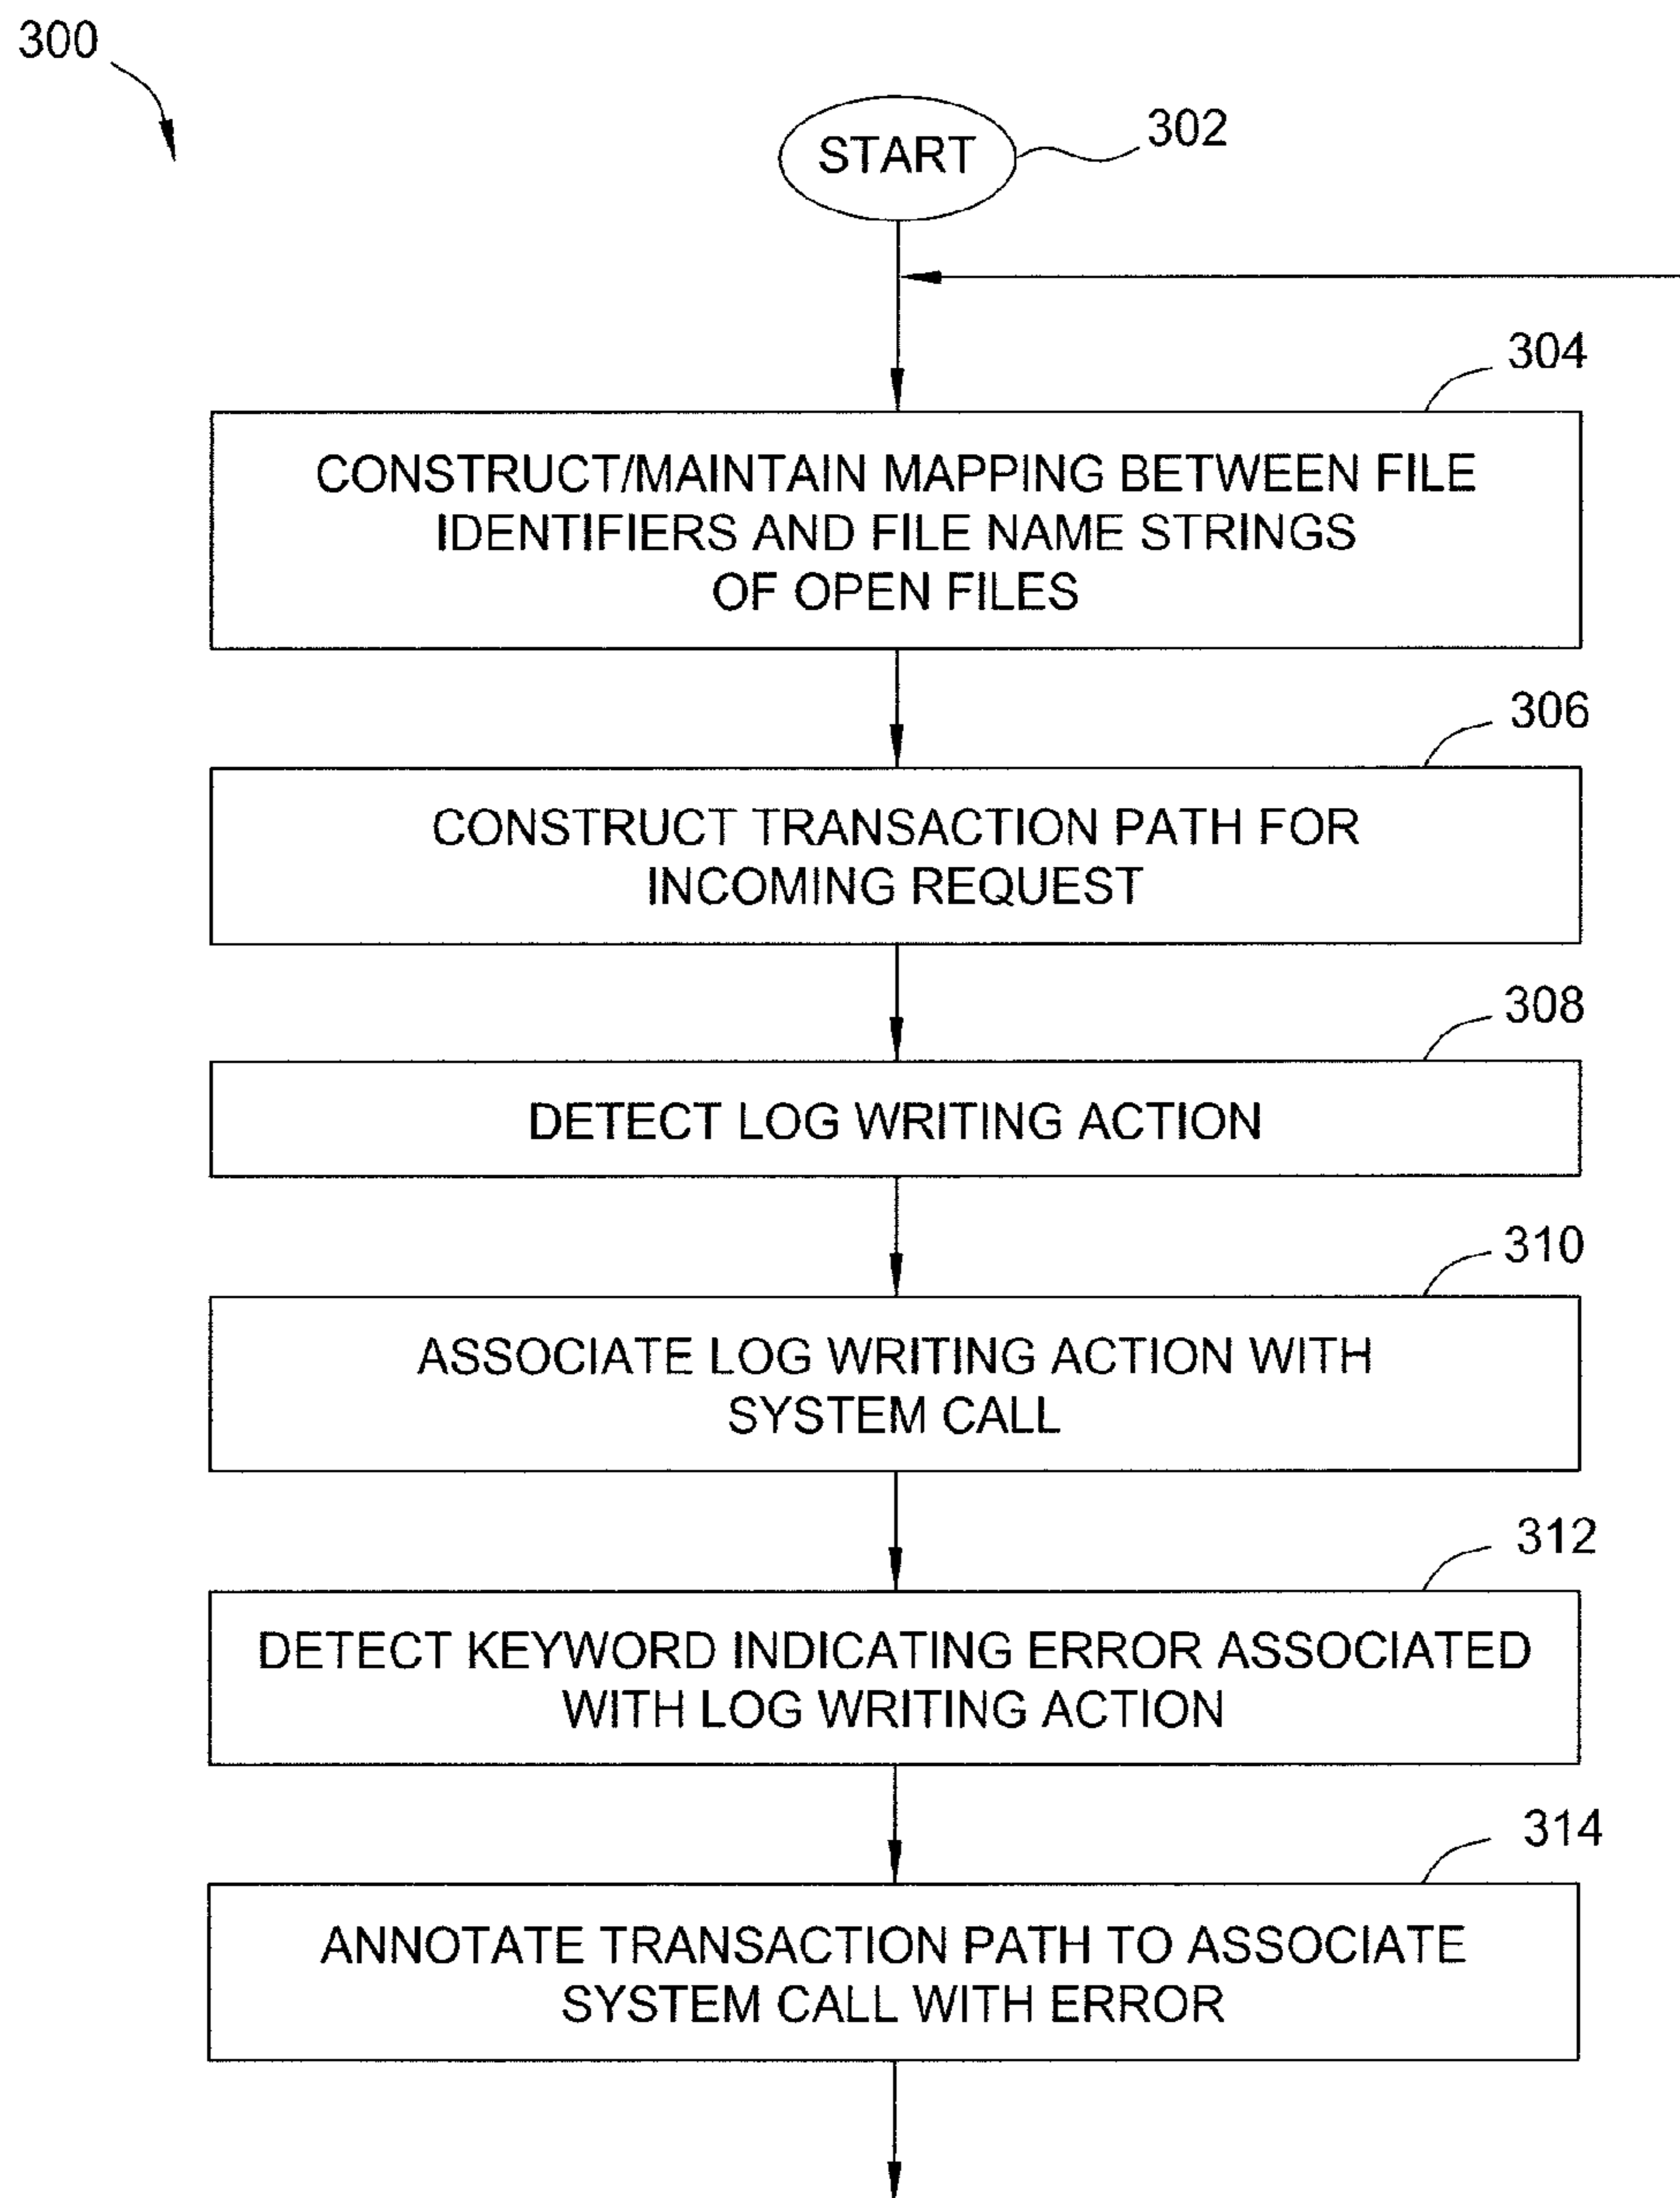 300
START
302
304
CONSTRUCT/MAINTAIN MAPPING BETWEEN FILE
IDENTIFIERS AND FILE NAME STRINGS
OF OPEN FILES
306
CONSTRUCT TRANSACTION PATH FOR
INCOMING REQUEST
308
DETECT LOG WRITING ACTION
310
ASSOCIATE LOG WRITING ACTION WITH
SYSTEM CALL
312
DETECT KEYWORD INDICATING ERROR ASSOCIATED
WITH LOG WRITING ACTION
314
ANNOTATE TRANSACTION PATH TO ASSOCIATE
SYSTEM CALL WITH ERROR